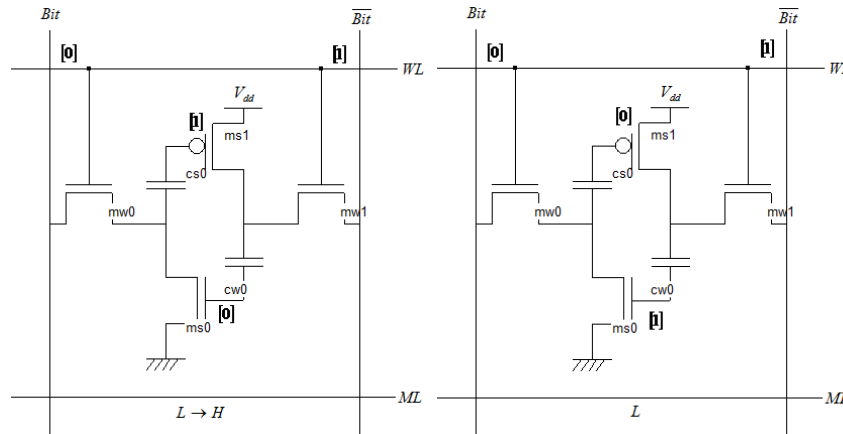 Bit
Bit
[0]
[1]
WL
V_dd
[1]
ms1
cs0
mw0
mw1
cw0
[0]
ms0
ML
L → H
Bit
Bit
[0]
[1]
WL
V_dd
[0]
ms1
cs0
mw0
mw1
cw0
ms0
[1]
ML
L